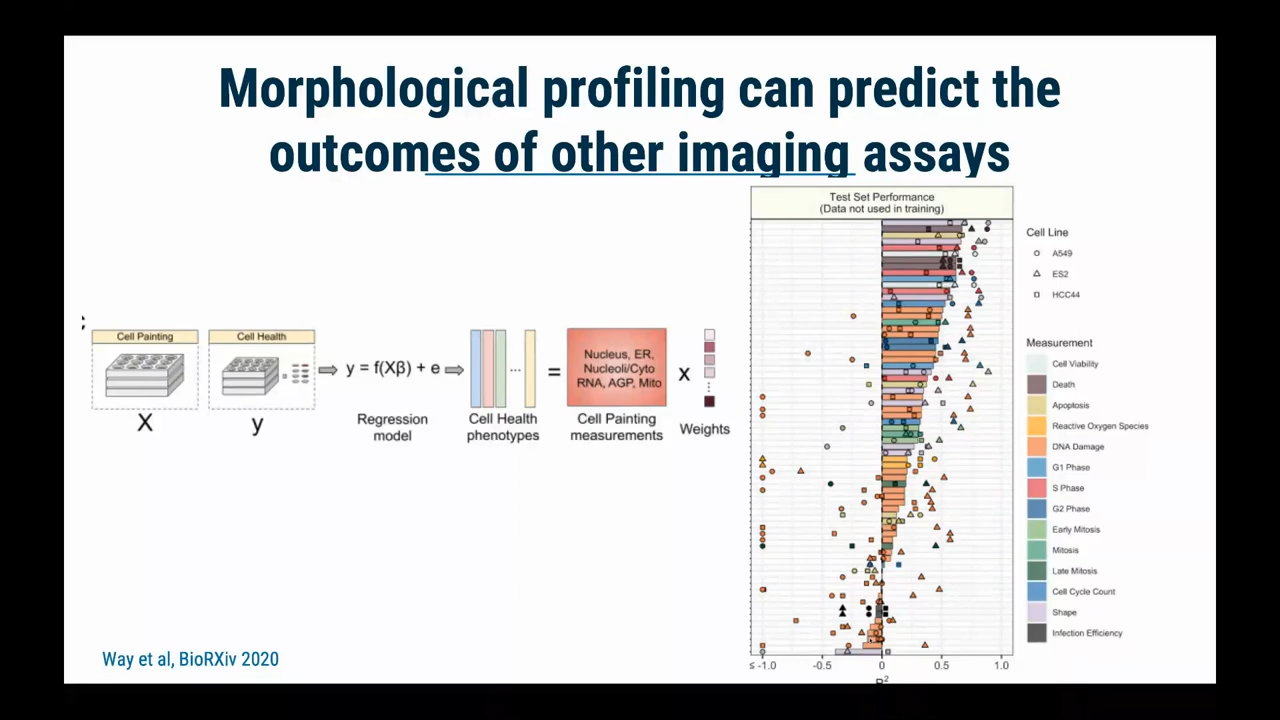 Morphological profiling can predict the
outcomes of other imaging assays
Cell Painting
X
Cell Health
y
y = f(Xβ) + e
Regression
model
...
Cell Health
phenotypes
=
Nucleus, ER,
Nucleoli/Cyto
RNA, AGP, Mito
Cell Painting
measurements
x
Weights
Test Set Performance
(Data not used in training)
≤ -1.0
-0.5
0
0.5
1.0
Cell Line
A549
ES2
HCC44
Measurement
Cell Viability
Death
Apoptosis
Reactive Oxygen Species
DNA Damage
G1 Phase
S Phase
G2 Phase
Early Mitosis
Mitosis
Late Mitosis
Cell Cycle Count
Shape
Infection Efficiency
Way et al, BioRXiv 2020